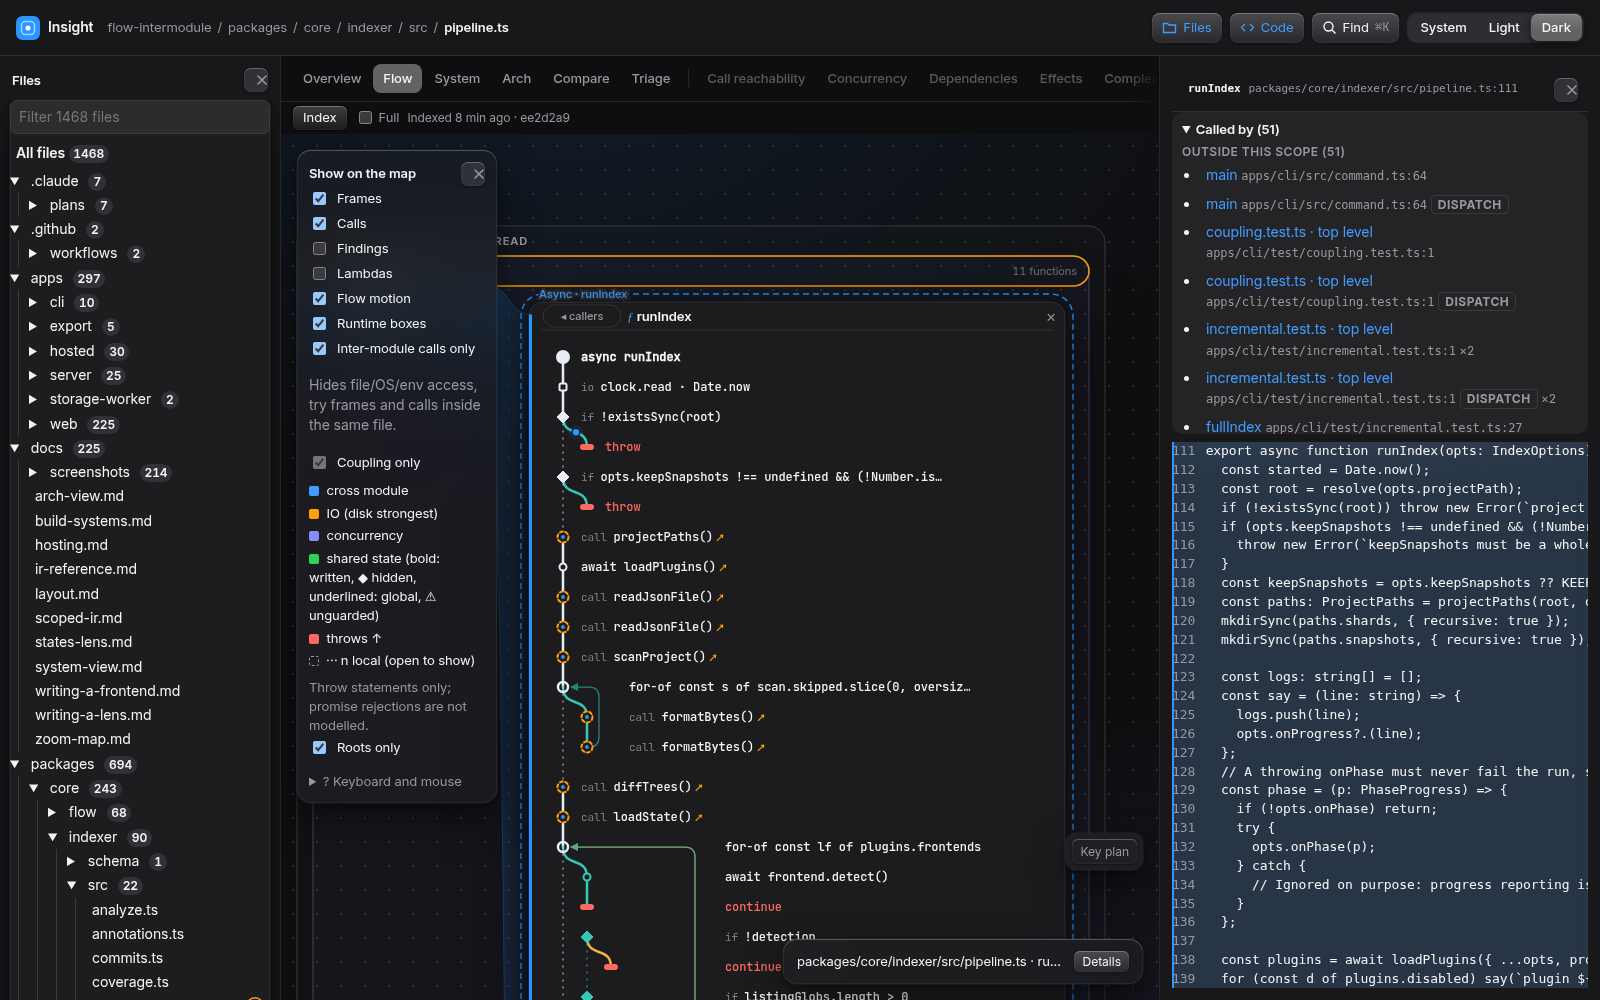 Insight
flow-intermodule / packages / core / indexer / src / pipeline.ts
Files
Code
Find ⌘K
System
Light
Dark
Files
Filter 1468 files
All files 1468
.claude 7
plans 7
.github 2
workflows 2
apps 297
cli 10
export 5
hosted 30
server 25
storage-worker 2
web 225
docs 225
screenshots 214
arch-view.md
build-systems.md
hosting.md
ir-reference.md
layout.md
scoped-ir.md
states-lens.md
system-view.md
writing-a-frontend.md
writing-a-lens.md
zoom-map.md
packages 694
core 243
flow 68
indexer 90
schema 1
src 22
analyze.ts
annotations.ts
commits.ts
coverage.ts
Overview
Flow
System
Arch
Compare
Triage
Call reachability
Concurrency
Dependencies
Effects
Complex
Index
Full
Indexed 8 min ago · ee2d2a9
Show on the map
Frames
Calls
Findings
Lambdas
Flow motion
Runtime boxes
Inter-module calls only
Hides file/OS/env access,
try frames and calls inside
the same file.
Coupling only
cross module
IO (disk strongest)
concurrency
shared state (bold:
written, ◆ hidden,
underlined: global, ⚠
unguarded)
throws ↑
⋯ n local (open to show)
Throw statements only;
promise rejections are not
modelled.
Roots only
▶ ? Keyboard and mouse
READ
11 functions
Async · runIndex
◂ callers
ƒ runIndex
×
async runIndex
io clock.read · Date.now
if !existsSync(root)
throw
if opts.keepSnapshots !== undefined && (!Number.is…
throw
call projectPaths() ↗
await loadPlugins() ↗
call readJsonFile() ↗
call readJsonFile() ↗
call scanProject() ↗
for-of const s of scan.skipped.slice(0, oversiz…
call formatBytes() ↗
call formatBytes() ↗
call diffTrees() ↗
call loadState() ↗
for-of const lf of plugins.frontends
await frontend.detect()
continue
if !detection
continue
if listingGlobs.length > 0
Key plan
packages/core/indexer/src/pipeline.ts · ru...
Details
runIndex packages/core/indexer/src/pipeline.ts:111
▼ Called by (51)
OUTSIDE THIS SCOPE (51)
• main apps/cli/src/command.ts:64
• main apps/cli/src/command.ts:64 DISPATCH
• coupling.test.ts · top level
apps/cli/test/coupling.test.ts:1
• coupling.test.ts · top level
apps/cli/test/coupling.test.ts:1 DISPATCH
• incremental.test.ts · top level
apps/cli/test/incremental.test.ts:1 ×2
• incremental.test.ts · top level
apps/cli/test/incremental.test.ts:1 DISPATCH ×2
• fullIndex apps/cli/test/incremental.test.ts:27
111 export async function runIndex(opts: IndexOptions
112 const started = Date.now();
113 const root = resolve(opts.projectPath);
114 if (!existsSync(root)) throw new Error(`project
115 if (opts.keepSnapshots !== undefined && (!Number
116 throw new Error(`keepSnapshots must be a whole
117 }
118 const keepSnapshots = opts.keepSnapshots ?? KEEP
119 const paths: ProjectPaths = projectPaths(root, o
120 mkdirSync(paths.shards, { recursive: true });
121 mkdirSync(paths.snapshots, { recursive: true })
122
123 const logs: string[] = [];
124 const say = (line: string) => {
125 logs.push(line);
126 opts.onProgress?.(line);
127 };
128 // A throwing onPhase must never fail the run, s
129 const phase = (p: PhaseProgress) => {
130 if (!opts.onPhase) return;
131 try {
132 opts.onPhase(p);
133 } catch {
134 // Ignored on purpose: progress reporting is
135 }
136 };
137
138 const plugins = await loadPlugins({ ...opts, pro
139 for (const d of plugins.disabled) say(`plugin $